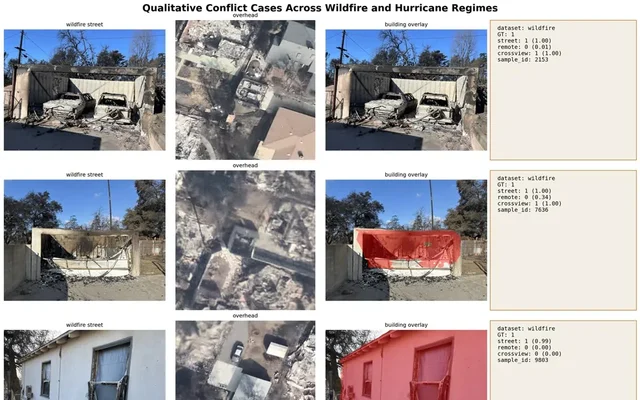 Qualitative Conflict Cases Across Wildfire and Hurricane Regimes
wildfire street
overhead
building overlay
dataset: wildfire
GT: 1
street: 1 (1.00)
remote: 0 (0.01)
crossview: 1 (1.00)
sample_id: 2153
wildfire street
overhead
building overlay
dataset: wildfire
GT: 1
street: 1 (1.00)
remote: 0 (0.34)
crossview: 1 (1.00)
sample_id: 7636
wildfire street
overhead
building overlay
dataset: wildfire
GT: 1
street: 1 (0.99)
remote: 0 (0.00)
crossview: 0 (0.00)
sample_id: 9803